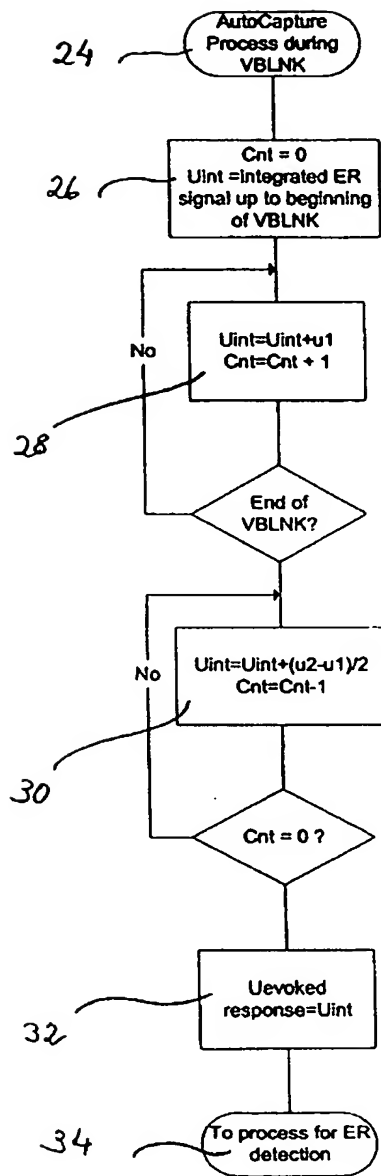 AutoCapture
Process during
VBLNK
24
Cnt = 0
Uint =integrated ER
signal up to beginning
of VBLNK
26
No
Uint=Uint+u1
Cnt=Cnt + 1
28
End of
VBLNK?
No
Uint=Uint+(u2-u1)/2
Cnt=Cnt-1
30
Cnt = 0 ?
Uevoked
response=Uint
32
To process for ER
detection
34